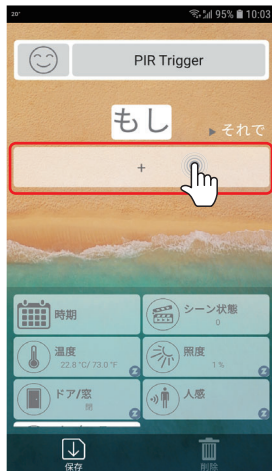 20° 95% 10:03
PIR Trigger
もし
▶ それで
+
時期
シーン状態
0
温度
22.8 °C/ 73.0 °F
照度
1 %
ドア/窓
閉
人感
保存
削除